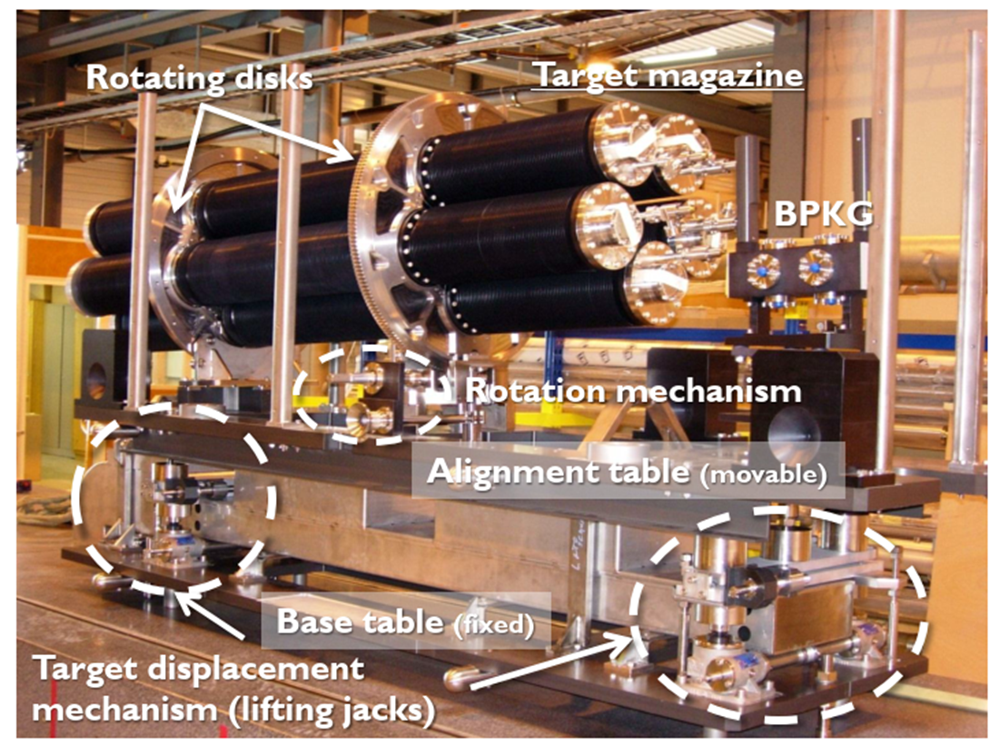 Rotating disks
Target magazine
BPKG
Rotation mechanism
Alignment table (movable)
Base table (fixed)
Target displacement
mechanism (lifting jacks)